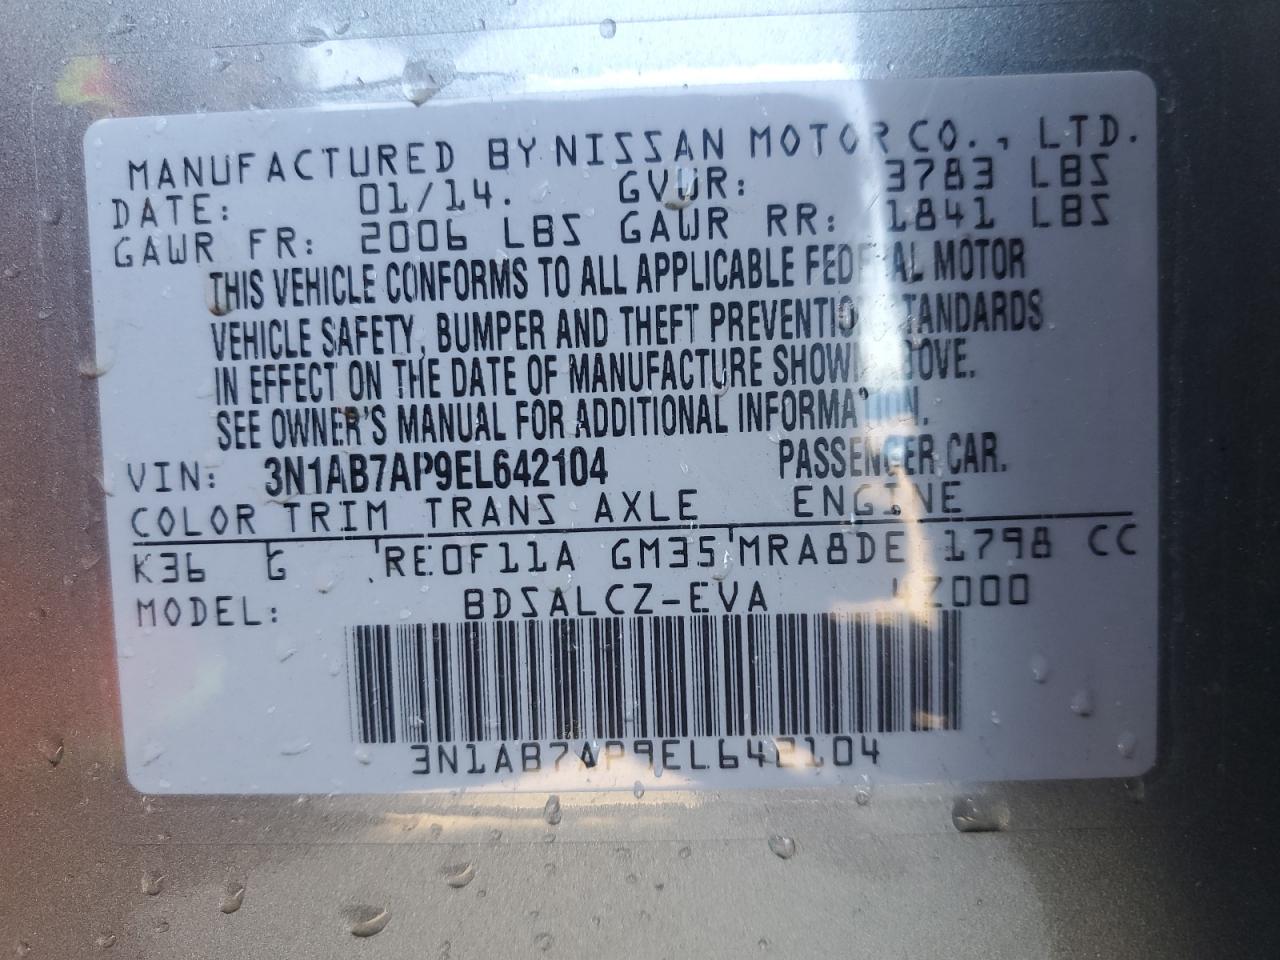 MANUFACTURED BY NISSAN MOTOR CO., LTD.
DATE: 01/14. GVWR: 3783 LBS
GAWR FR: 2006 LBS GAWR RR: 1841 LBS
THIS VEHICLE CONFORMS TO ALL APPLICABLE FEDERAL MOTOR
VEHICLE SAFETY, BUMPER AND THEFT PREVENTION STANDARDS
IN EFFECT ON THE DATE OF MANUFACTURE SHOWN ABOVE.
SEE OWNER'S MANUAL FOR ADDITIONAL INFORMATION.
VIN: 3N1AB7AP9EL642104 PASSENGER CAR.
COLOR TRIM TRANS AXLE ENGINE
K36 G RE0F11A GM35 MRA8DE 1798 CC
MODEL: BDSALCZ-EVA
3N1AB7AP9EL642104